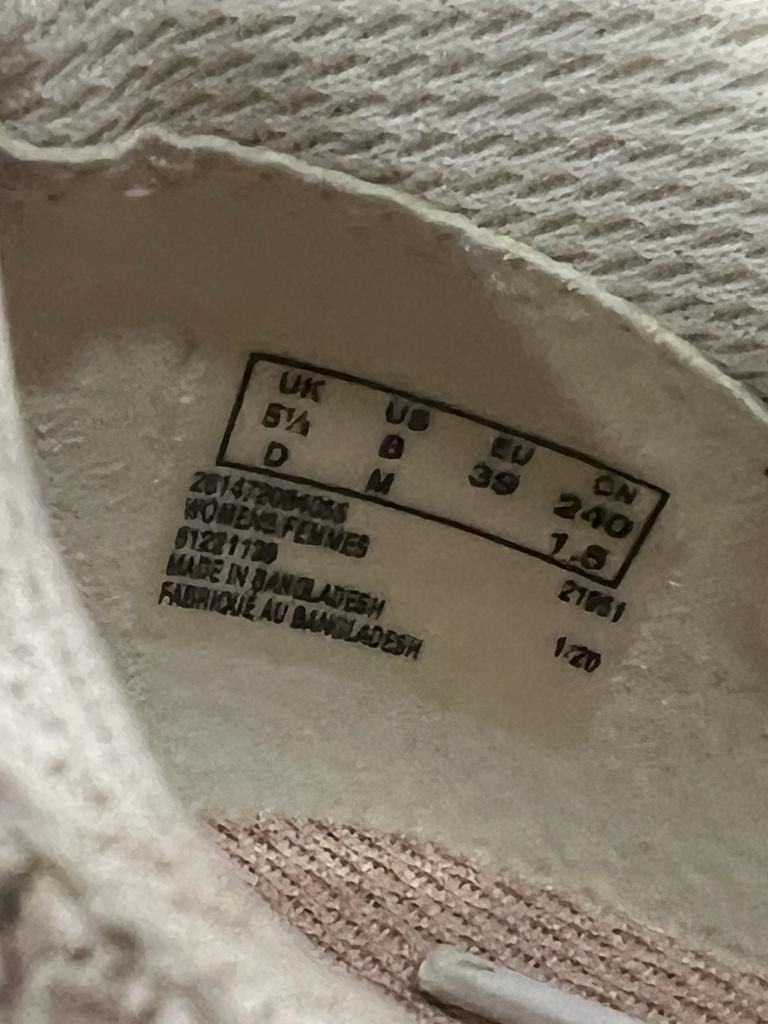 UK US EU CN
5½ 8 39 240
D M 1.5
WOMENS/FEMMES
MADE IN BANGLADESH
FABRIQUÉ AU BANGLADESH
1/20